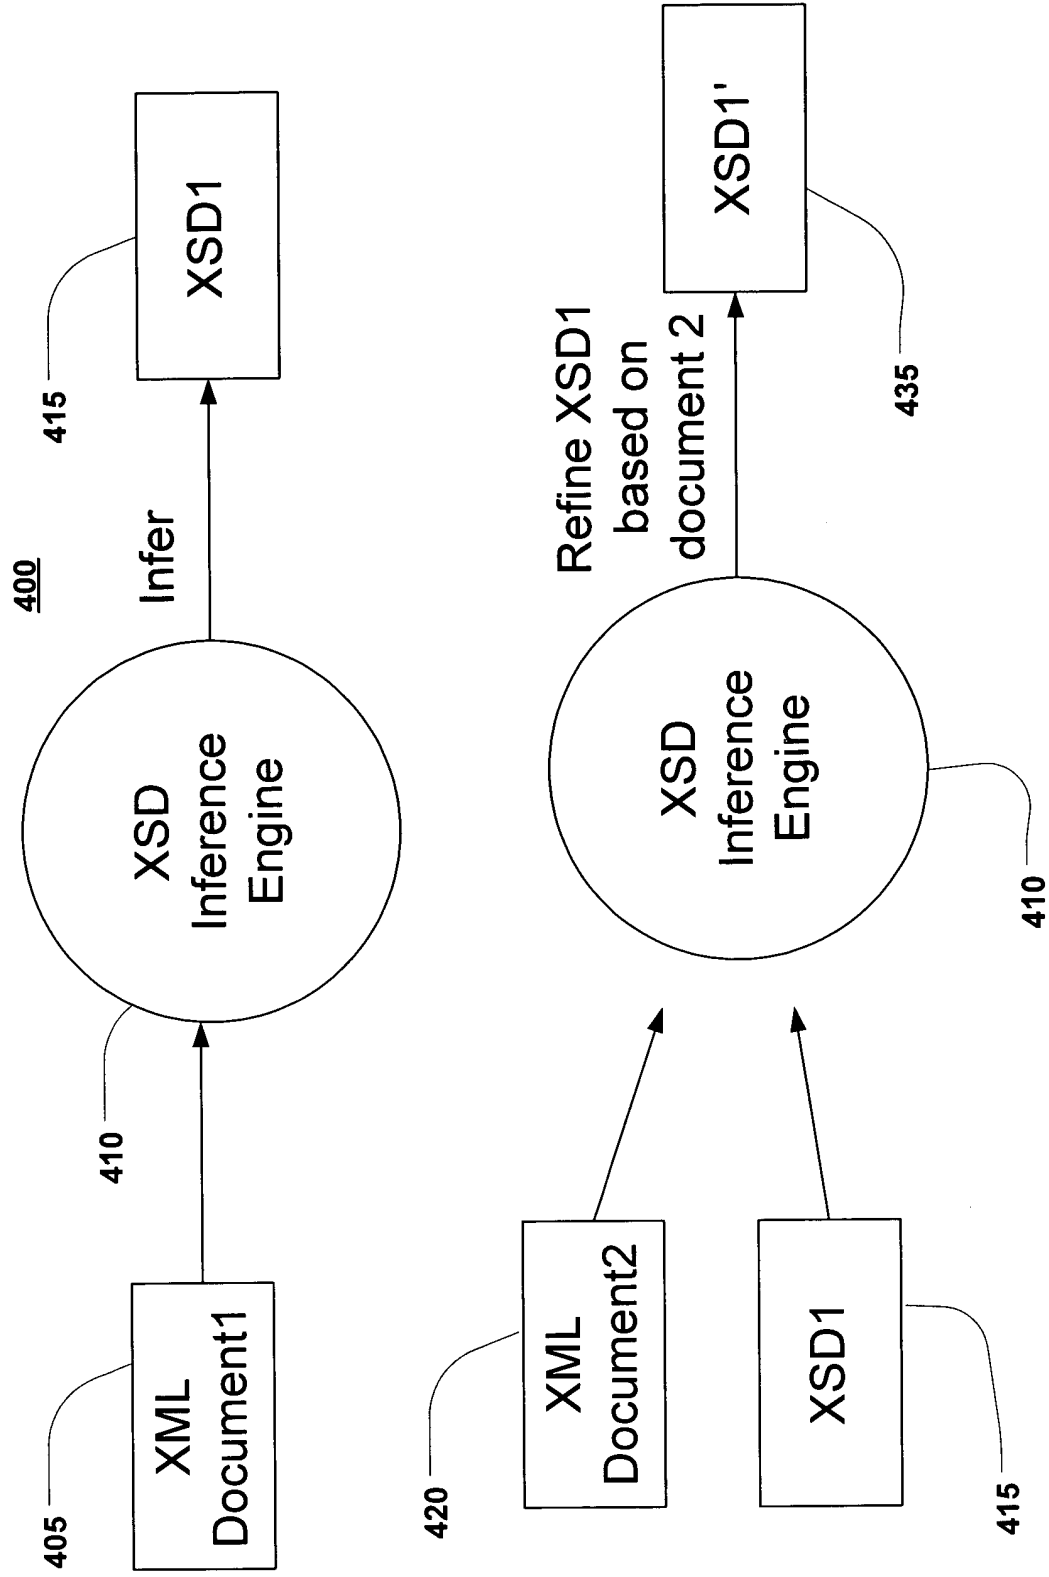 400
405
XML
Document1
410
XSD
Inference
Engine
Infer
415
XSD1
420
XML
Document2
415
XSD1
XSD
Inference
Engine
410
Refine XSD1
based on
document 2
XSD1'
435